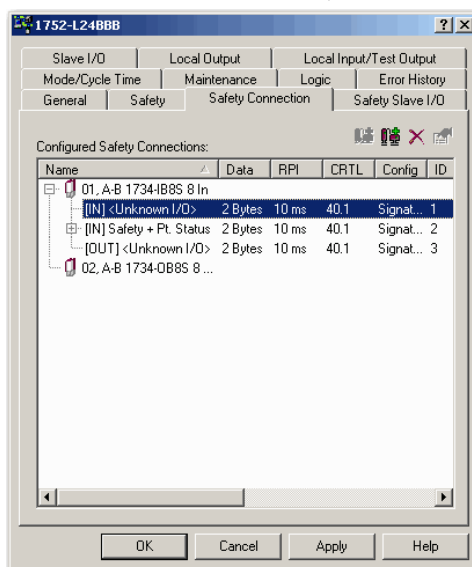 1752-L24BBB
Slave I/O Local Output Local Input/Test Output
Mode/Cycle Time Maintenance Logic Error History
General Safety Safety Connection Safety Slave I/O
Configured Safety Connections:
Name Data RPI CRTL Config ID
01, A-B 1734-IB8S 8 In
[IN] <Unknown I/O> 2 Bytes 10 ms 40.1 Signat... 1
[IN] Safety + Pt. Status 2 Bytes 10 ms 40.1 Signat... 2
[OUT] <Unknown I/O> 2 Bytes 10 ms 40.1 Signat... 3
02, A-B 1734-OB8S 8 ...
OK Cancel Apply Help